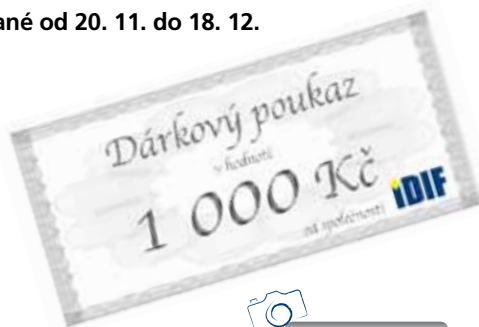 ané od 20. 11. do 18. 12.
Dárkový poukaz
v hodnotě
1 000 Kč
od společnosti
iDIF